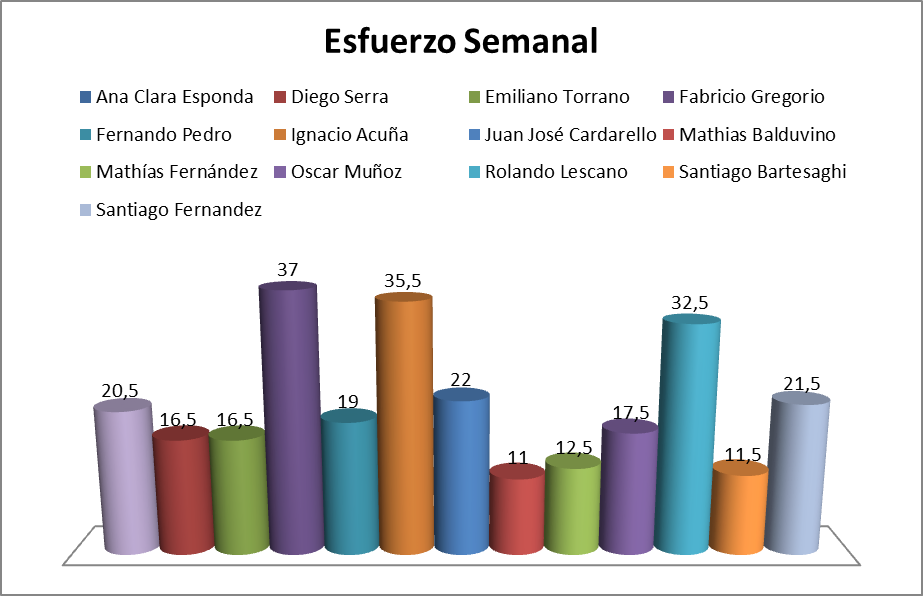 Esfuerzo Semanal
Ana Clara Esponda Diego Serra Emiliano Torrano Fabricio Gregorio
Fernando Pedro Ignacio Acuña Juan José Cardarello Mathias Balduvino
Mathías Fernández Oscar Muñoz Rolando Lescano Santiago Bartesaghi
Santiago Fernandez
20,5 16,5 16,5 37 19 35,5 22 11 12,5 17,5 32,5 11,5 21,5